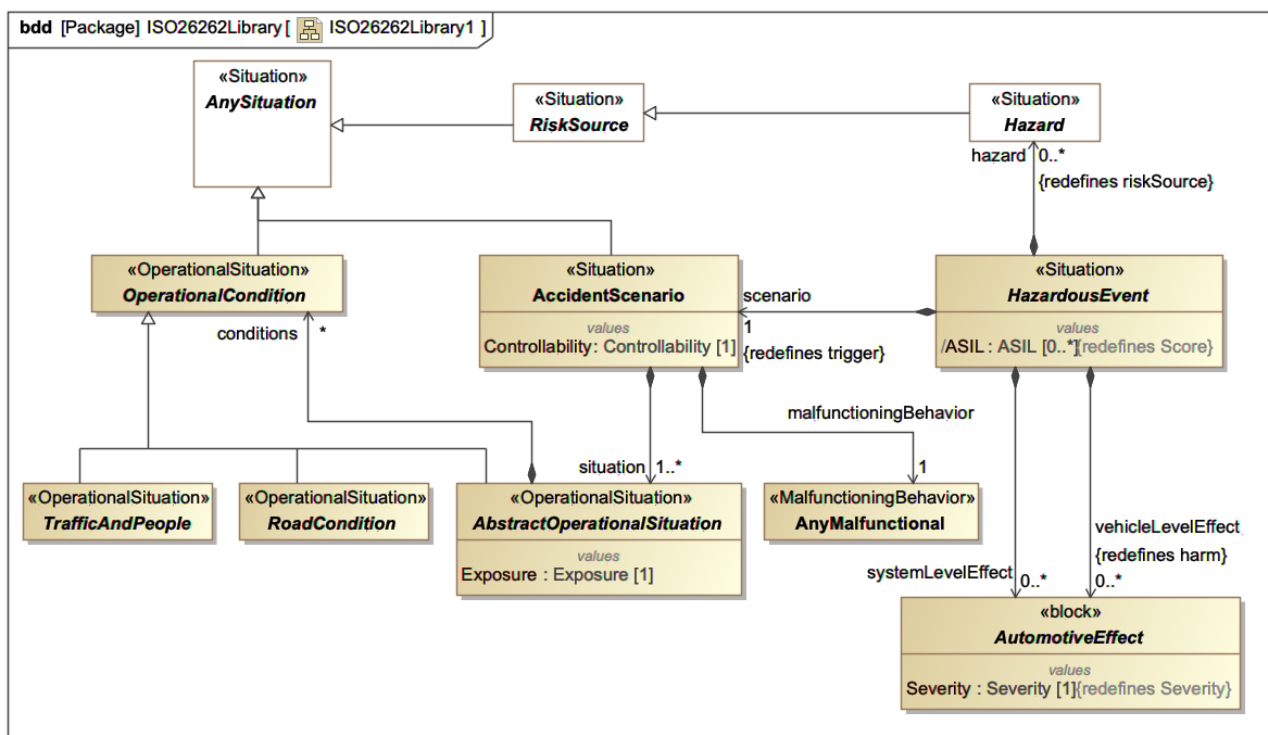 bdd [Package] ISO26262Library [ ISO26262Library1 ]
«Situation»
AnySituation
«Situation»
RiskSource
«Situation»
Hazard
hazard 0..*
{redefines riskSource}
«OperationalSituation»
OperationalCondition
«Situation»
AccidentScenario
values
Controllability : Controllability [1]
scenario
1
{redefines trigger}
«Situation»
HazardousEvent
values
/ASIL : ASIL [0..*]{redefines Score}
conditions *
malfunctioningBehavior
situation 1..*
1
«OperationalSituation»
TrafficAndPeople
«OperationalSituation»
RoadCondition
«OperationalSituation»
AbstractOperationalSituation
values
Exposure : Exposure [1]
«MalfunctioningBehavior»
AnyMalfunctional
vehicleLevelEffect
{redefines harm}
systemLevelEffect 0..*
0..*
«block»
AutomotiveEffect
values
Severity : Severity [1]{redefines Severity}